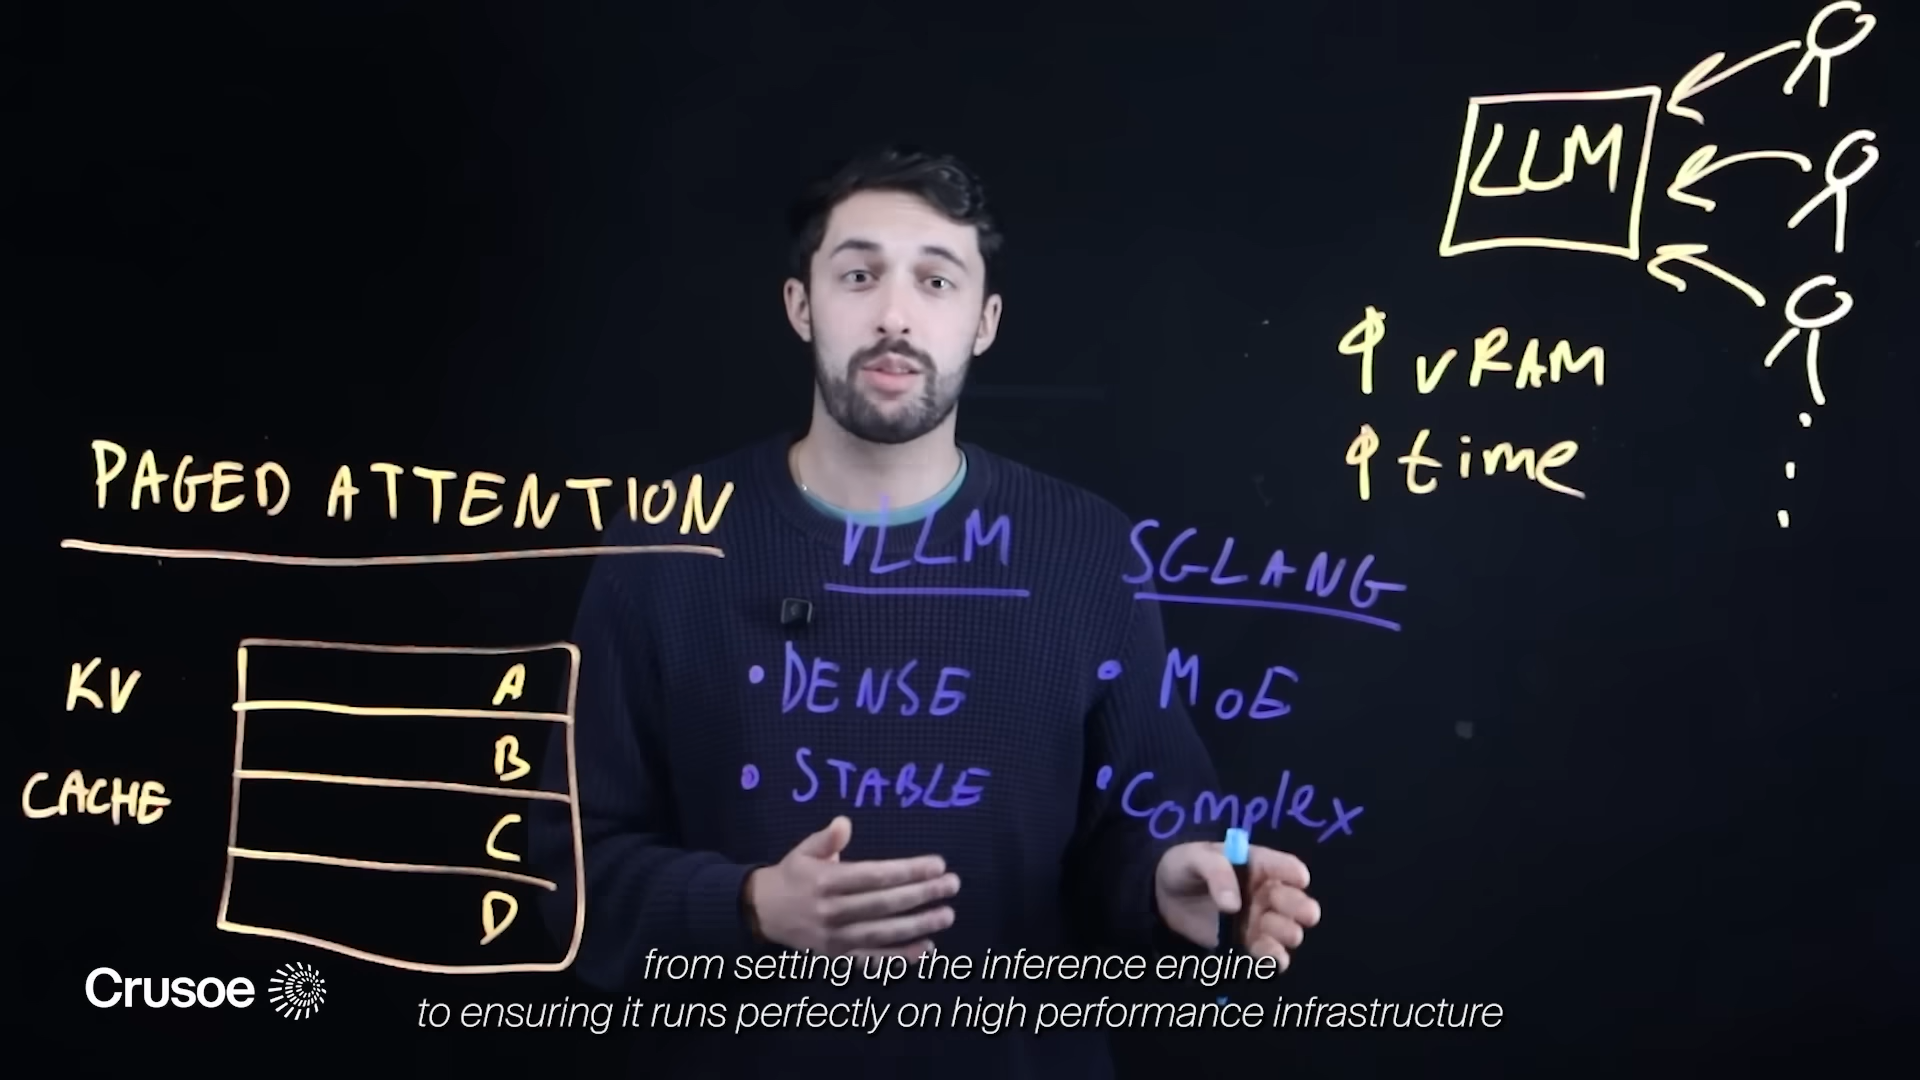 LLM
↑ vRAM
↑ time
PAGED ATTENTION
KV
CACHE
A
B
C
D
VLLM
• DENSE
• STABLE
SGLANG
• MoE
• Complex
Crusoe
from setting up the inference engine
to ensuring it runs perfectly on high performance infrastructure